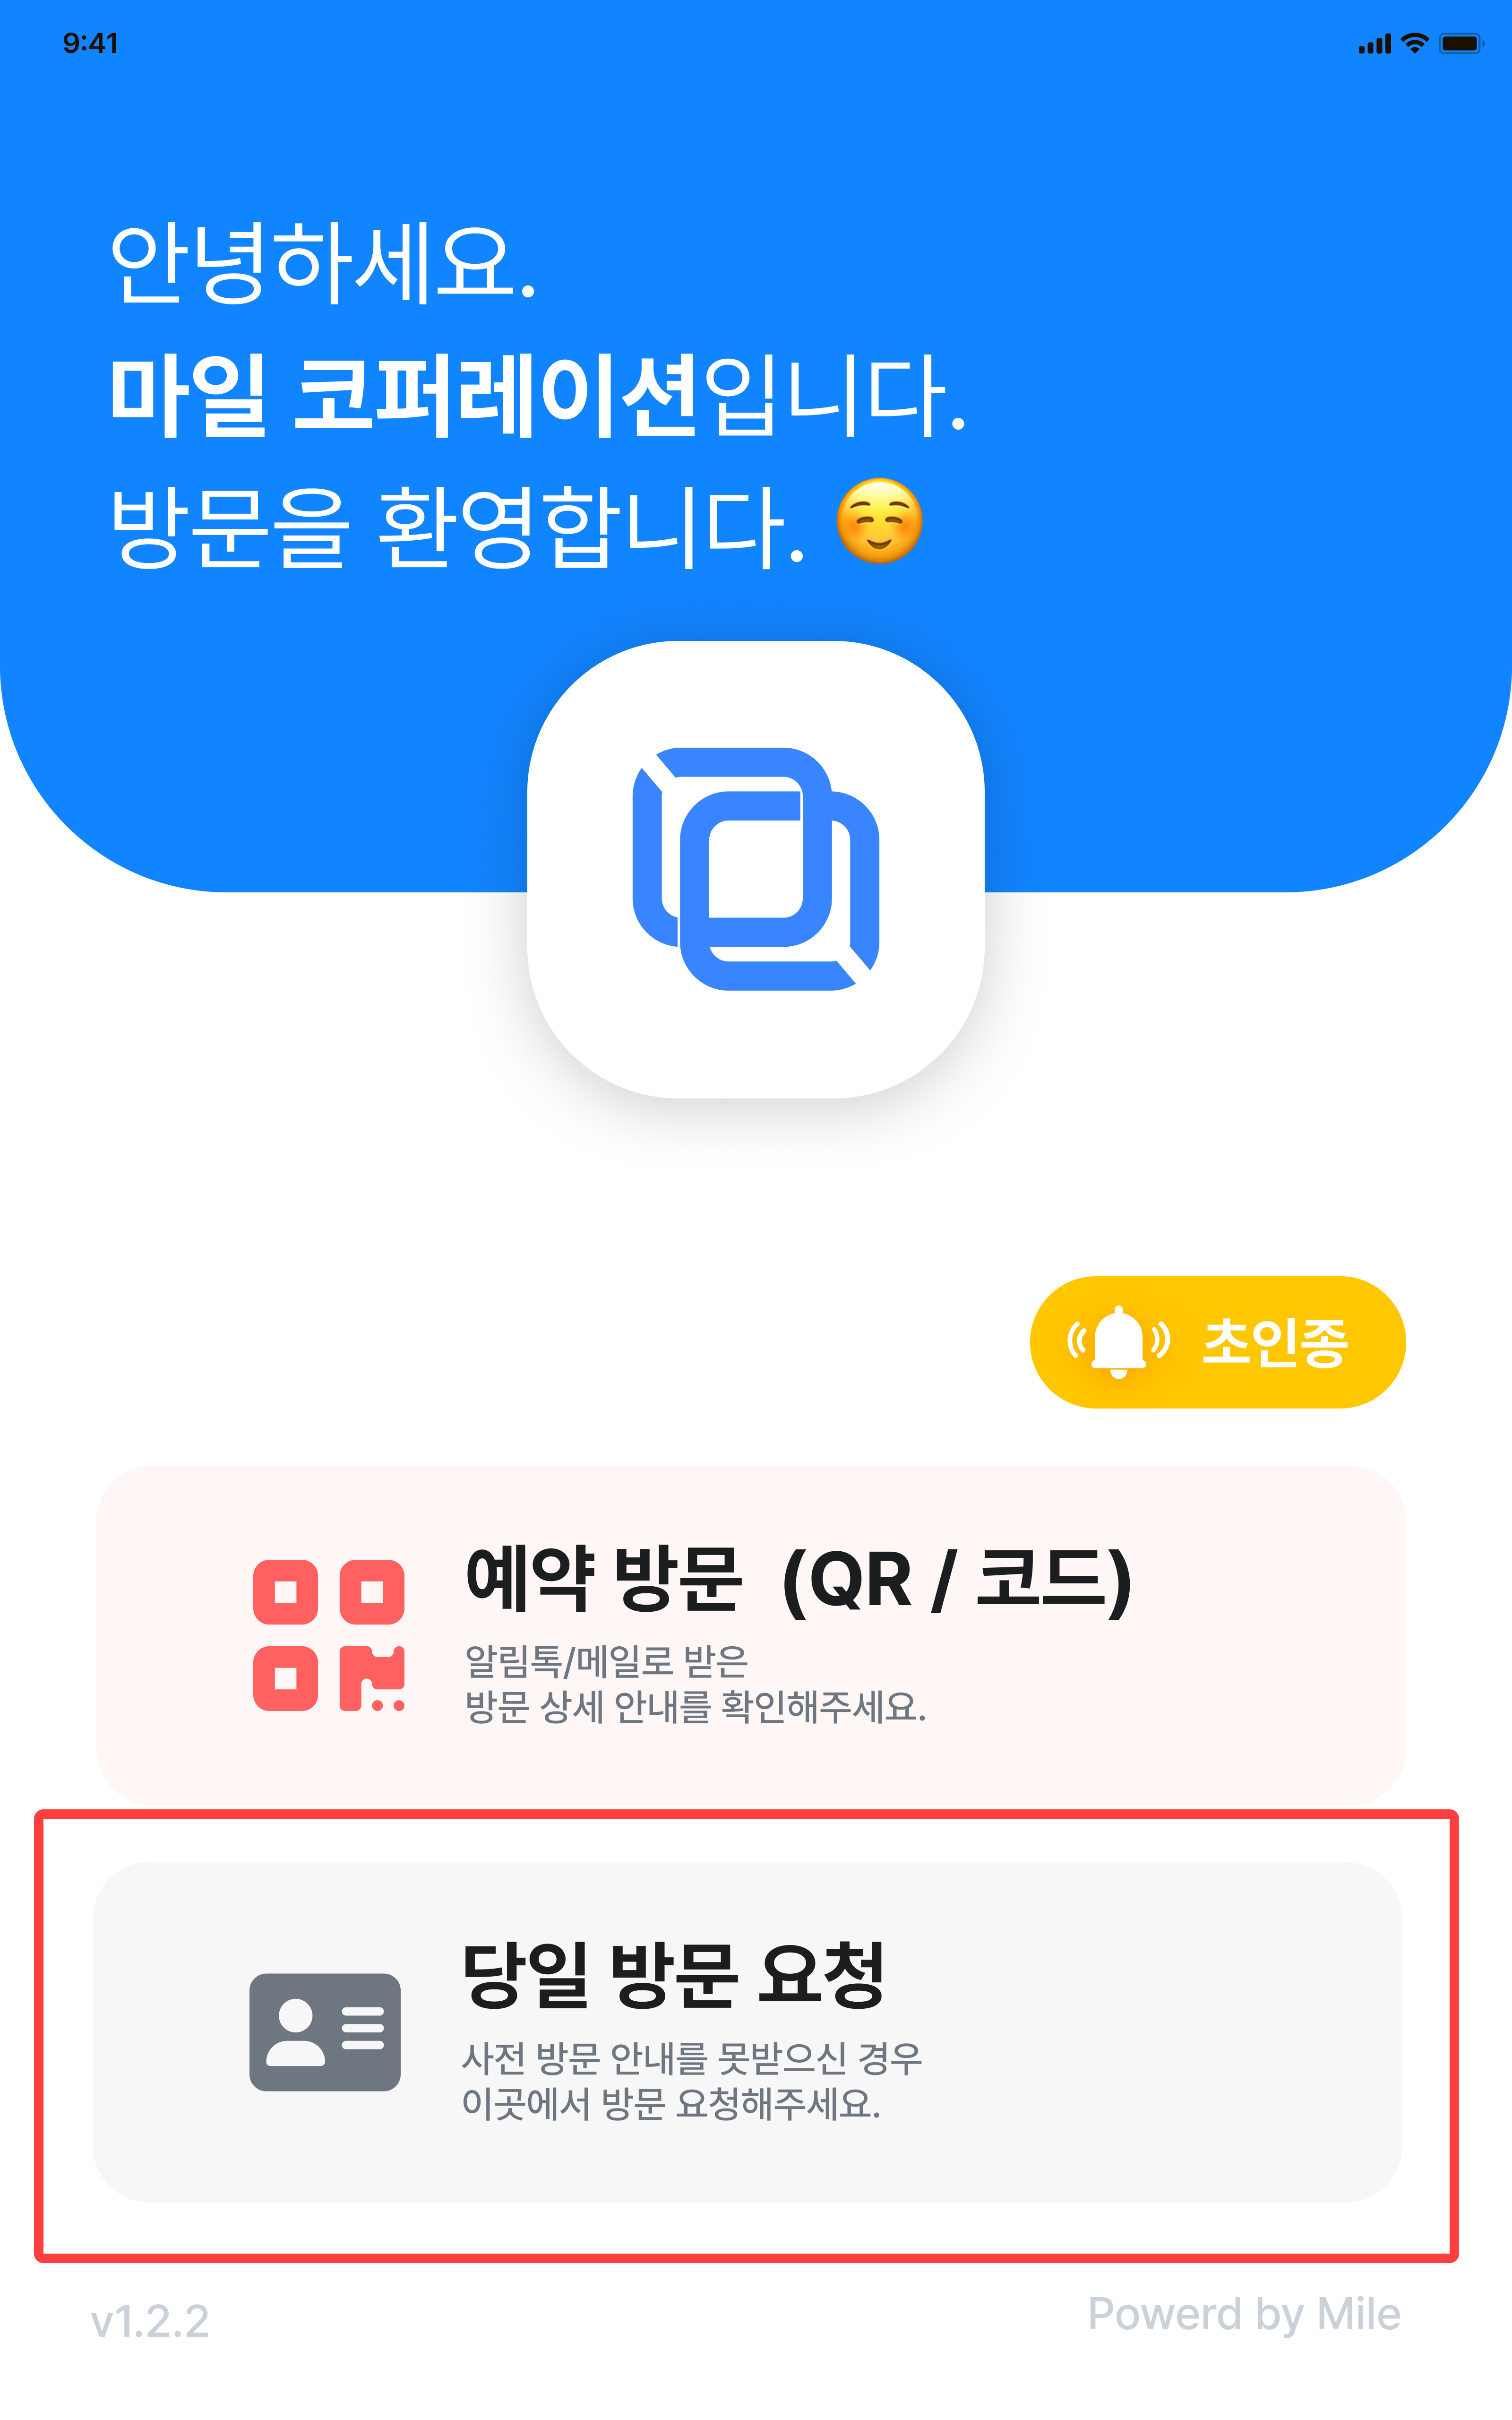 9:41
안녕하세요.
마일 코퍼레이션입니다.
방문을 환영합니다. ☺️
초인종
예약 방문 (QR / 코드)
알림톡/메일로 받은
방문 상세 안내를 확인해주세요.
당일 방문 요청
사전 방문 안내를 못받으신 경우
이곳에서 방문 요청해주세요.
v1.2.2
Powerd by Mile